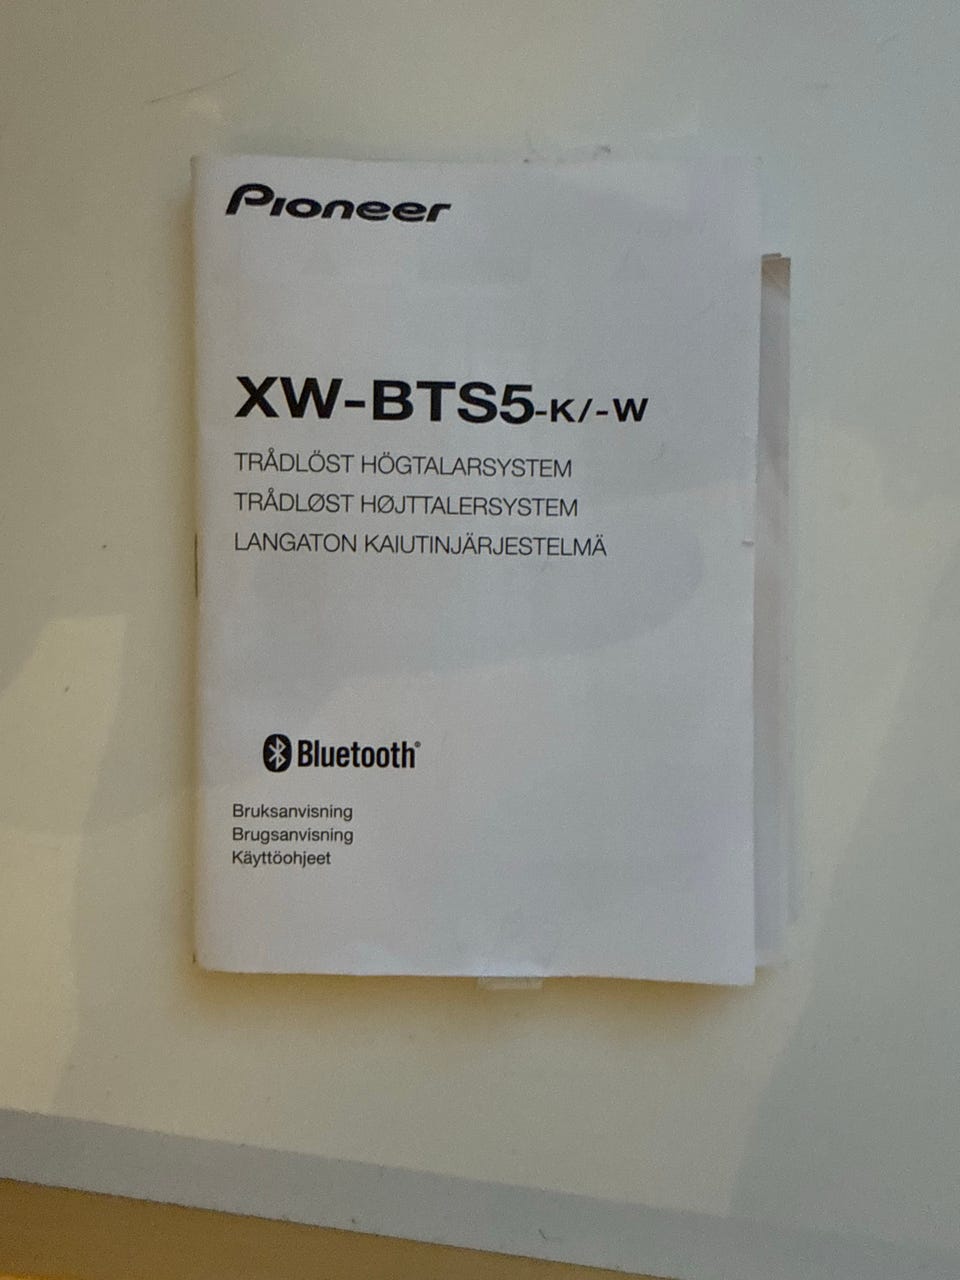 Pioneer
XW-BTS5-K/-W
TRÅDLÖST HÖGTALARSYSTEM
TRÅDLØST HØJTTALERSYSTEM
LANGATON KAIUTINJÄRJESTELMÄ
Bluetooth®
Bruksanvisning
Brugsanvisning
Käyttöohjeet